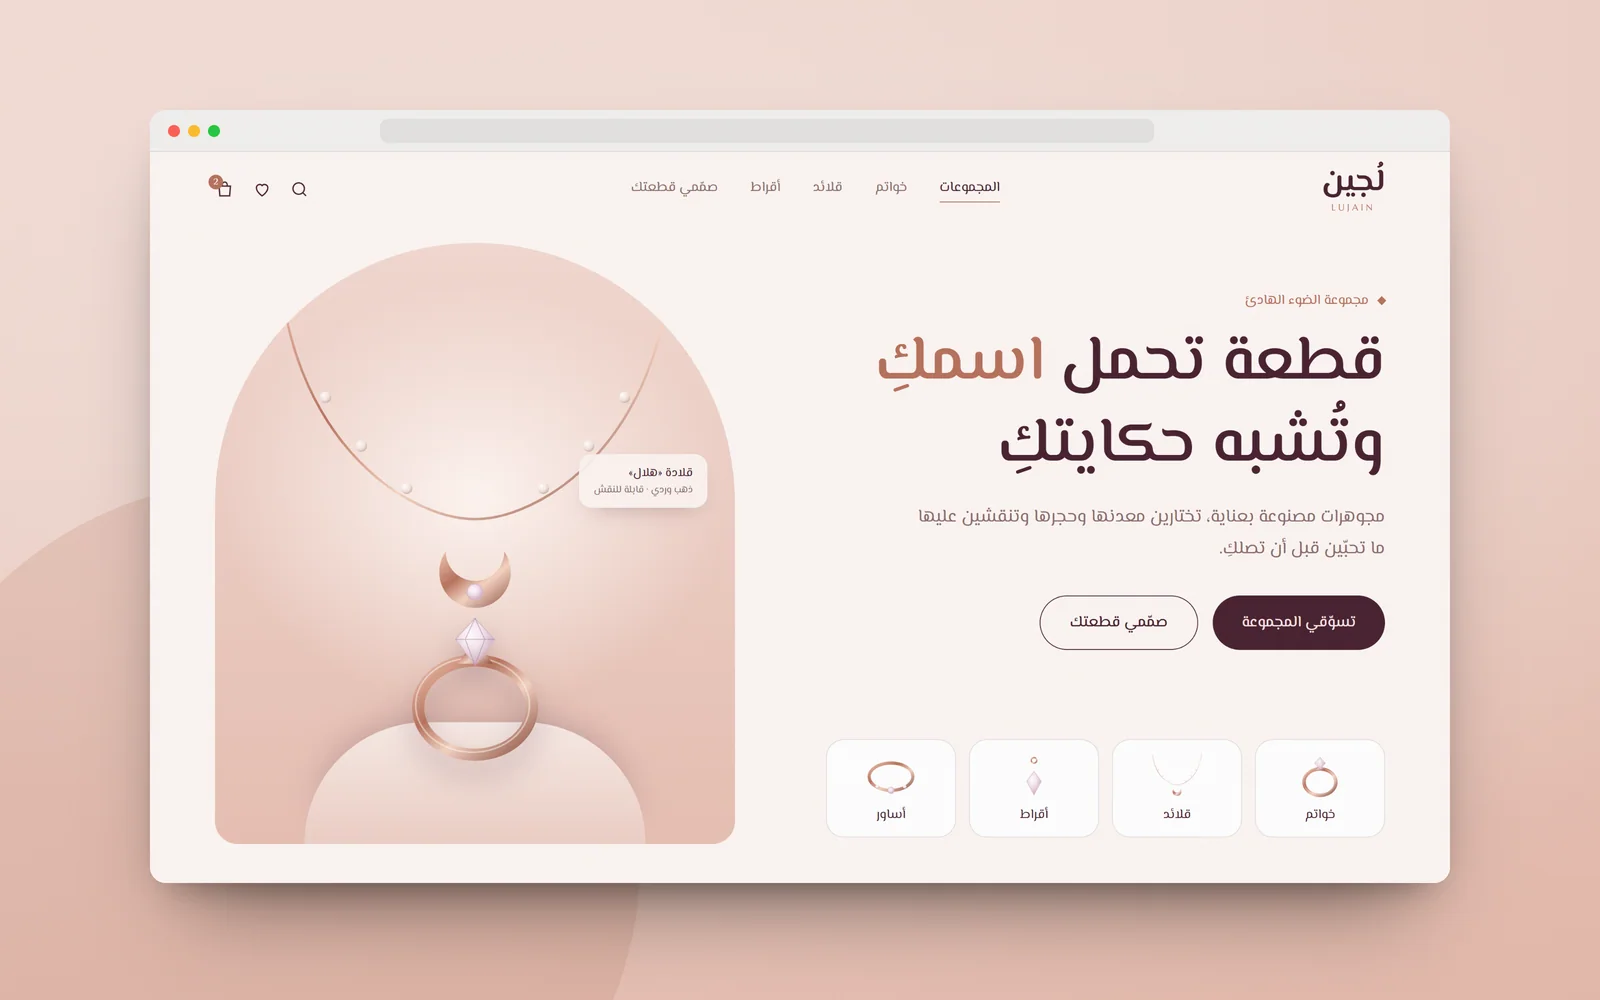 لُجين
LUJAIN
المجموعات
خواتم
قلائد
أقراط
صمّمي قطعتك
2
مجموعة الضوء الهادئ
قطعة تحمل اسمكِ
وتُشبه حكايتكِ
مجوهرات مصنوعة بعناية، تختارين معدنها وحجرها وتنقشين عليها
ما تحبّين قبل أن تصلكِ.
تسوّقي المجموعة
صمّمي قطعتك
خواتم
قلائد
أقراط
أساور
قلادة «هلال»
ذهب وردي · قابلة للنقش